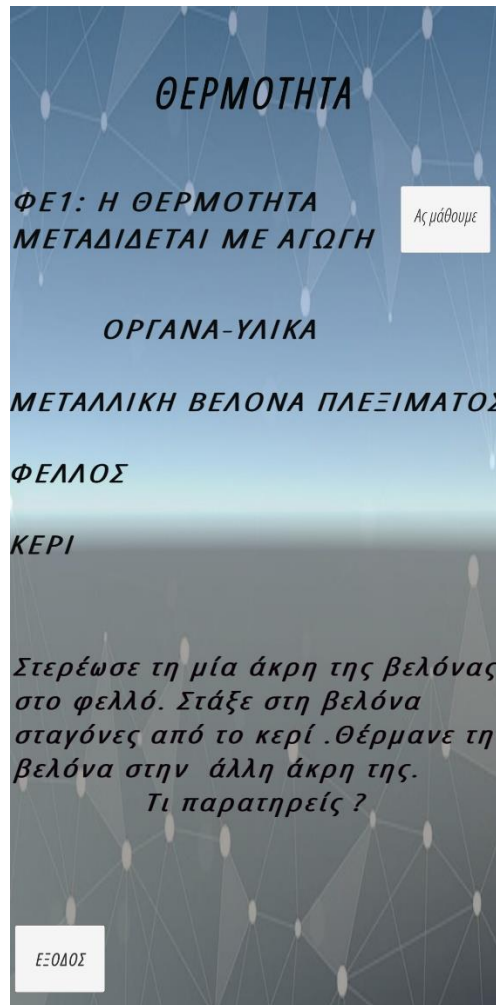 ΘΕΡΜΟΤΗΤΑ
ΦΕ1: Η ΘΕΡΜΟΤΗΤΑ
ΜΕΤΑΔΙΔΕΤΑΙ ΜΕ ΑΓΩΓΗ
Ας μάθουμε
ΟΡΓΑΝΑ-ΥΛΙΚΑ
ΜΕΤΑΛΛΙΚΗ ΒΕΛΟΝΑ ΠΛΕΞΙΜΑΤΟΣ
ΦΕΛΛΟΣ
ΚΕΡΙ
Στερέωσε τη μία άκρη της βελόνας
στο φελλό. Στάξε στη βελόνα
σταγόνες από το κερί .Θέρμανε τη
βελόνα στην άλλη άκρη της.
Τι παρατηρείς ?
ΕΞΟΔΟΣ